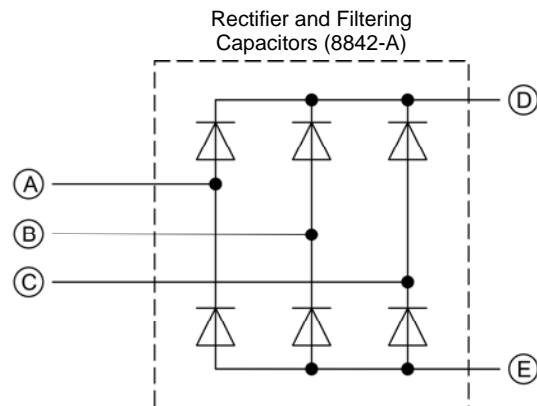 Rectifier and Filtering
Capacitors (8842-A)
D
A
B
C
E